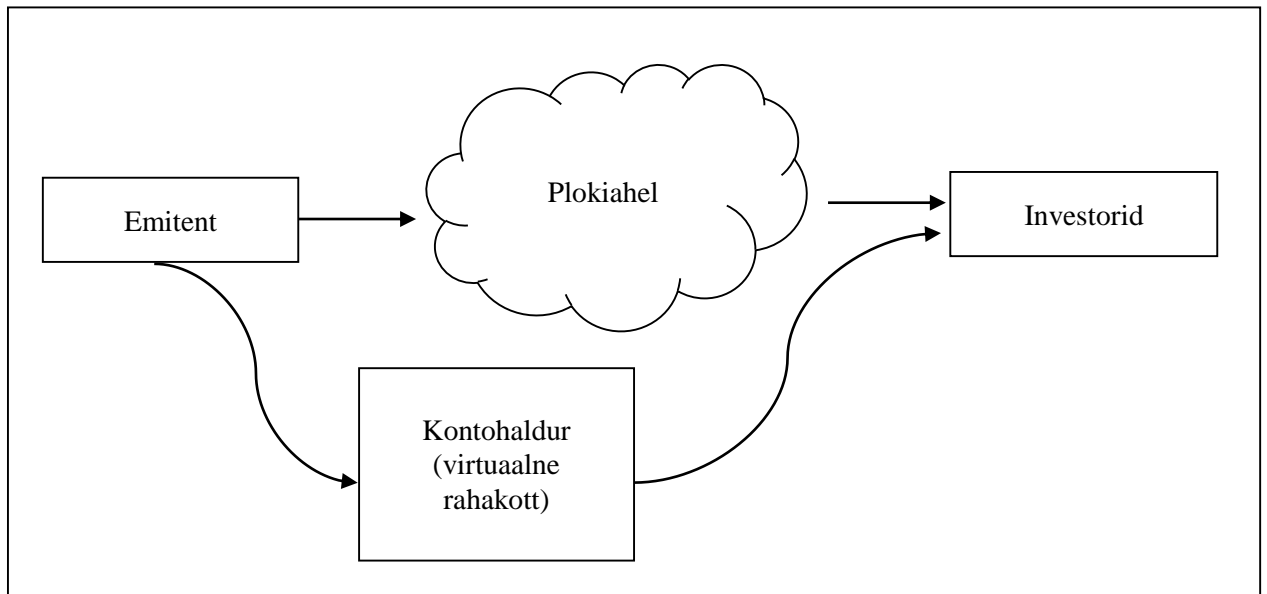 Emitent
Plokiahel
Investorid
Kontohaldur
(virtuaalne
rahakott)